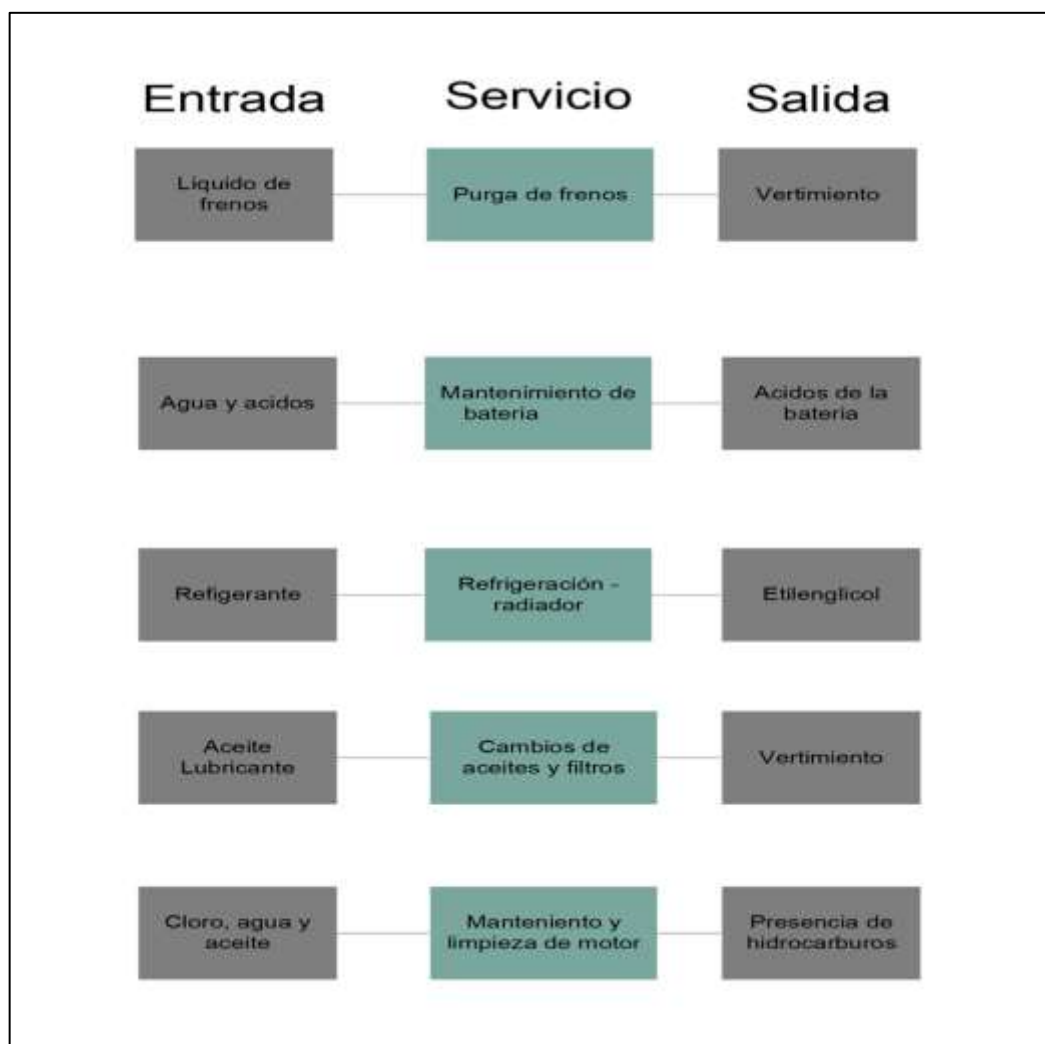 Entrada
Servicio
Salida
Liquido de
frenos
Purga de frenos
Vertimiento
Agua y acidos
Mantenimiento de
bateria
Acidos de la
bateria
Refigerante
Refrigeración -
radiador
Etilenglicol
Aceite
Lubricante
Cambios de
aceites y filtros
Vertimiento
Cloro, agua y
aceite
Manteniento y
limpieza de motor
Presencia de
hidrocarburos